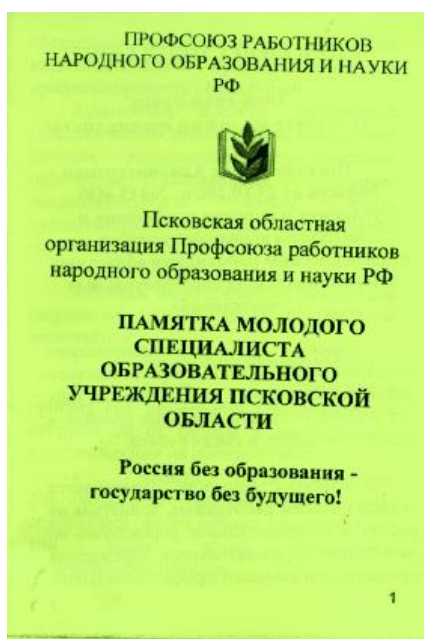 ПРОФСОЮЗ РАБОТНИКОВ
НАРОДНОГО ОБРАЗОВАНИЯ И НАУКИ
РФ
Псковская областная
организация Профсоюза работников
народного образования и науки РФ
ПАМЯТКА МОЛОДОГО
СПЕЦИАЛИСТА
ОБРАЗОВАТЕЛЬНОГО
УЧРЕЖДЕНИЯ ПСКОВСКОЙ
ОБЛАСТИ
Россия без образования -
государство без будущего!
1